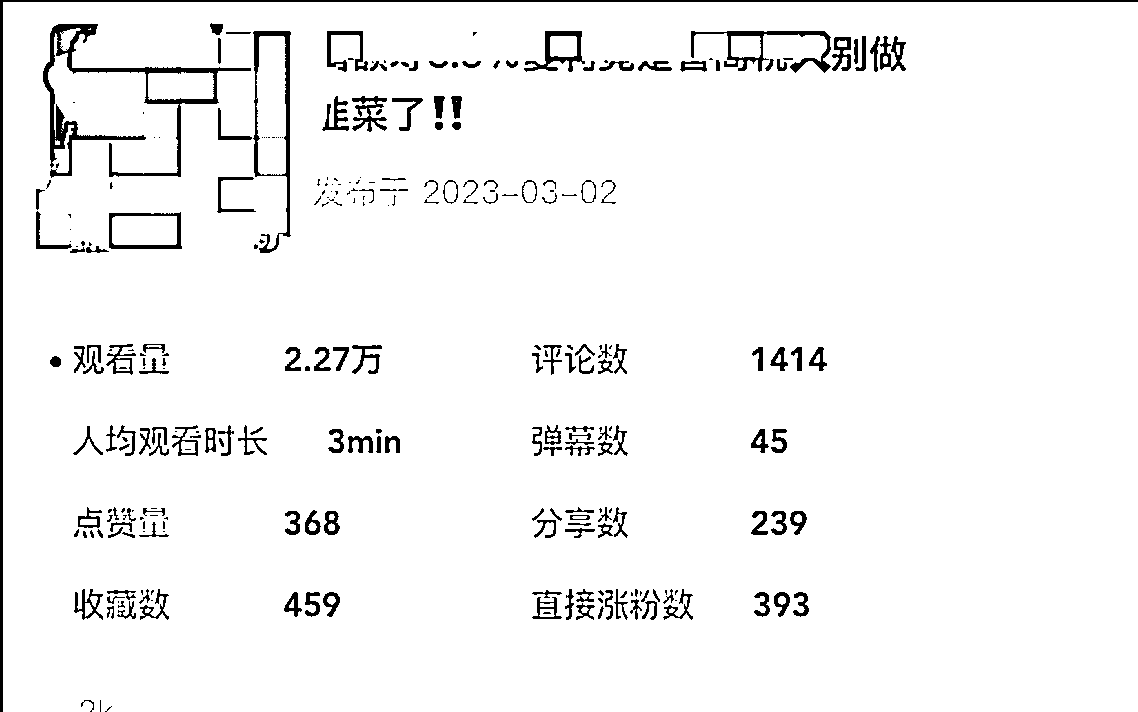 别做
韭菜了!!
发布于 2023-03-02
观看量 2.27万 评论数 1414
人均观看时长 3min 弹幕数 45
点赞量 368 分享数 239
收藏数 459 直接涨粉数 393
2k